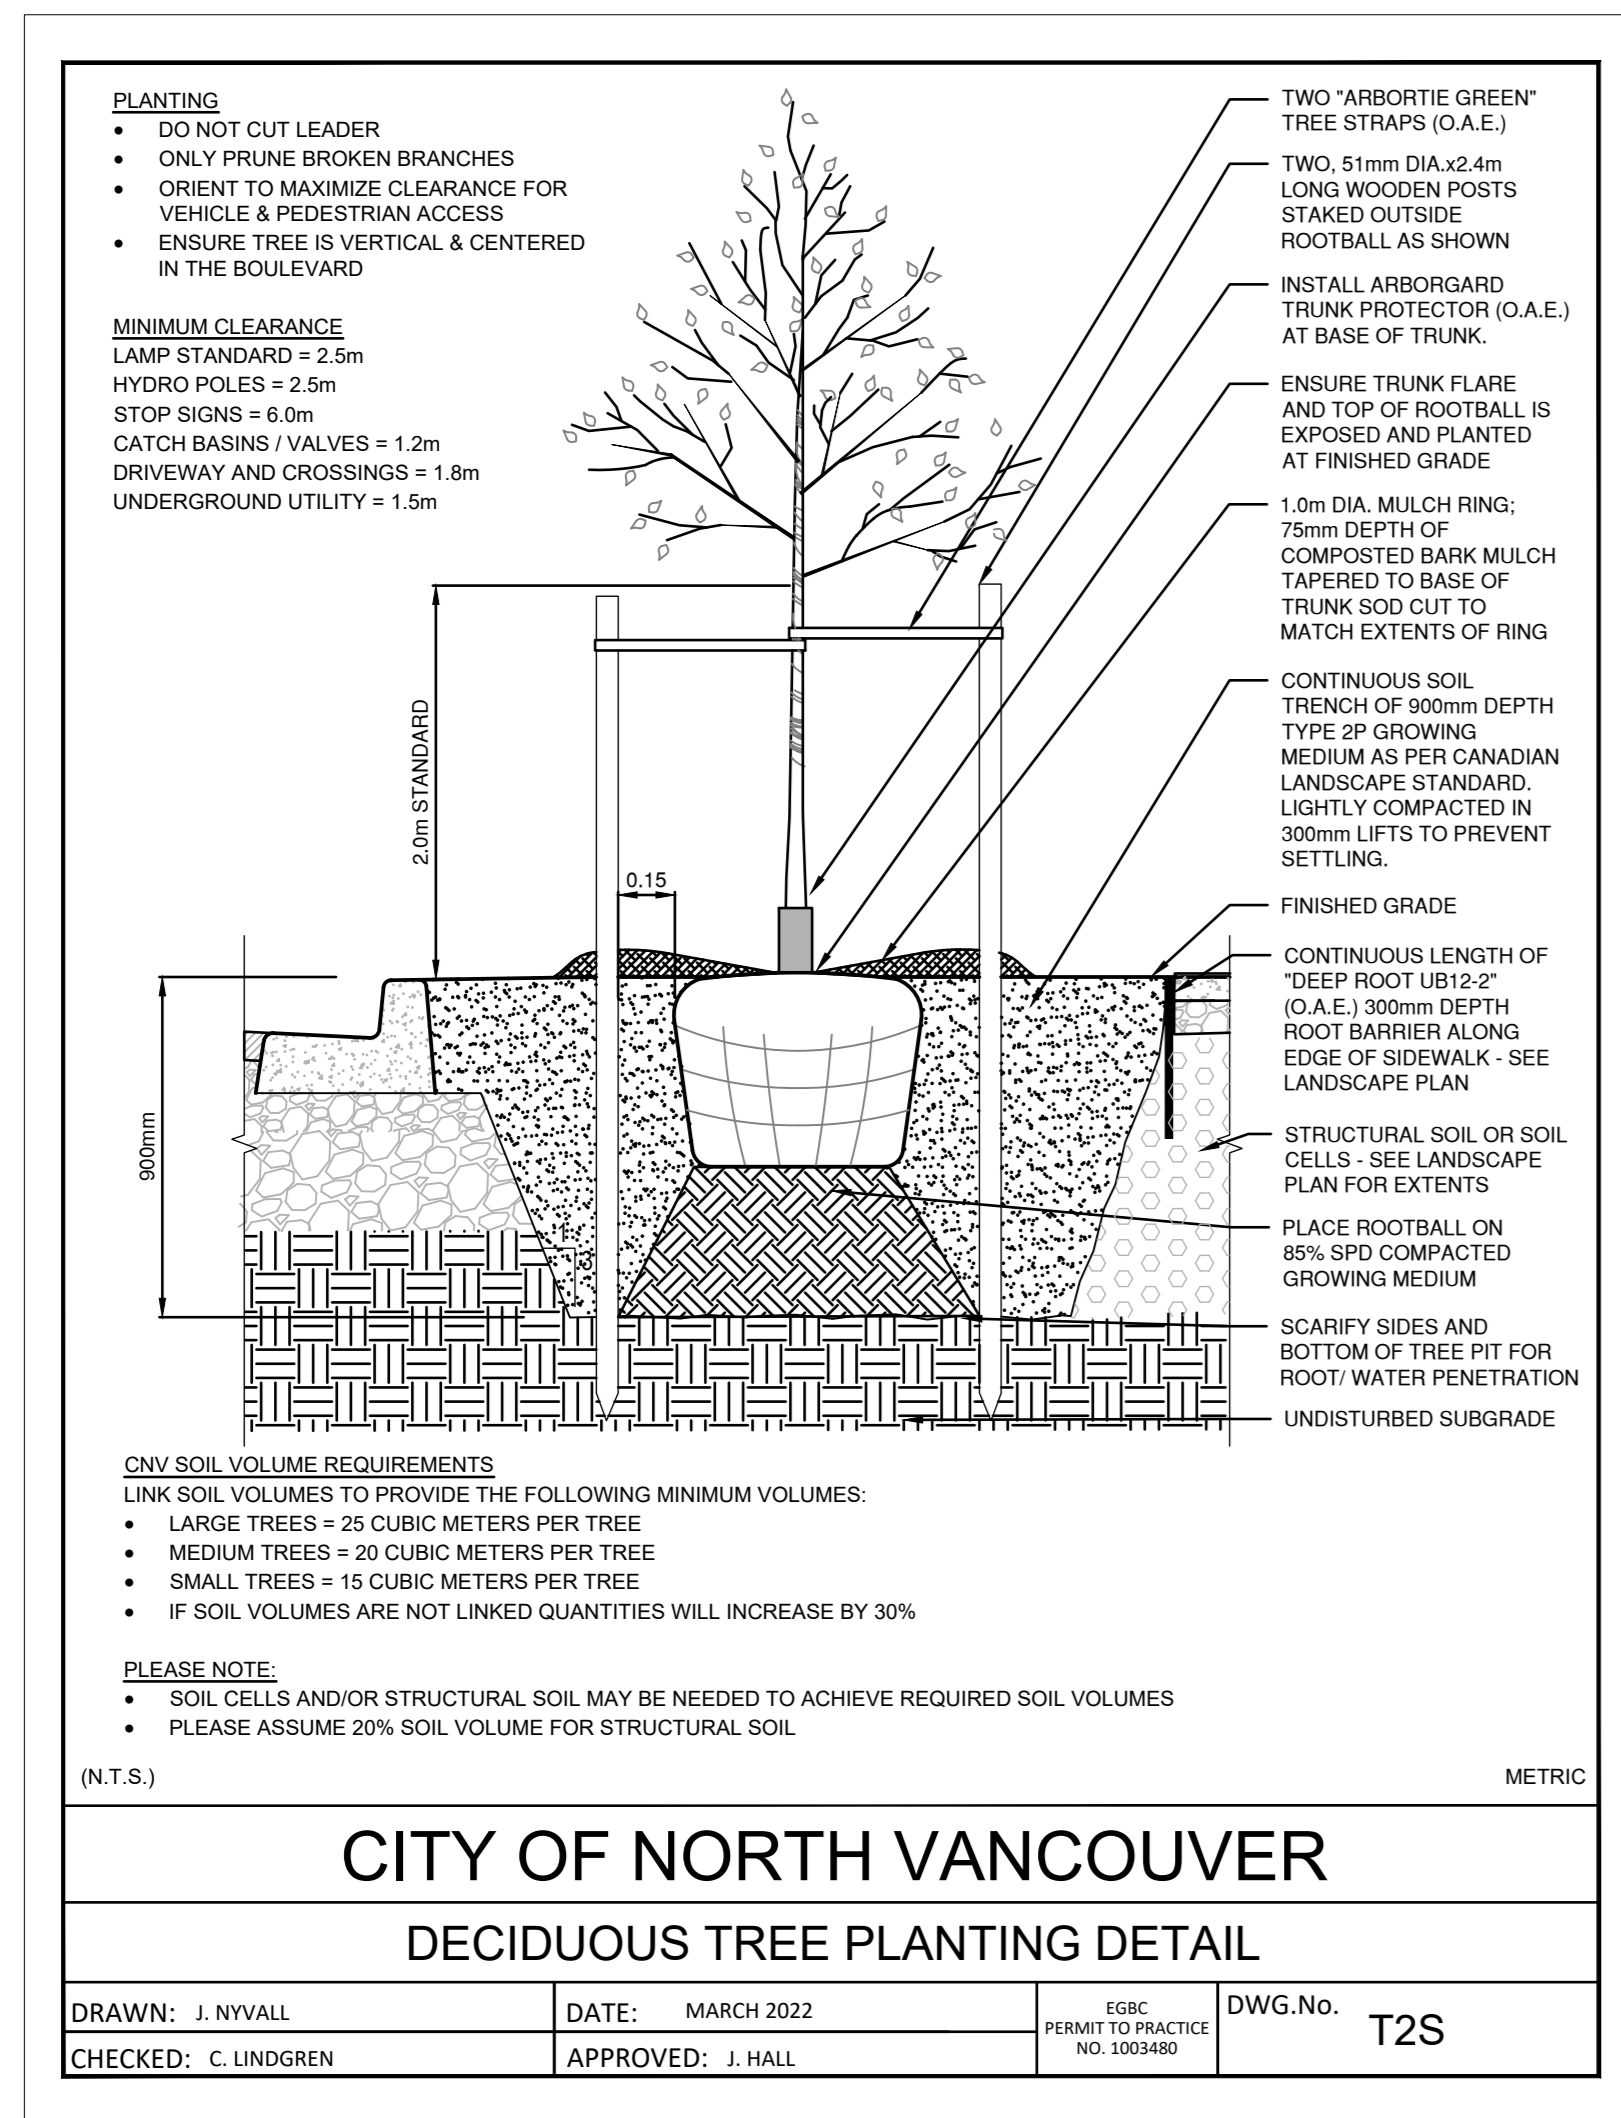 PLANTING
• DO NOT CUT LEADER
• ONLY PRUNE BROKEN BRANCHES
• ORIENT TO MAXIMIZE CLEARANCE FOR
VEHICLE & PEDESTRIAN ACCESS
• ENSURE TREE IS VERTICAL & CENTERED
IN THE BOULEVARD
MINIMUM CLEARANCE
LAMP STANDARD = 2.5m
HYDRO POLES = 2.5m
STOP SIGNS = 6.0m
CATCH BASINS / VALVES = 1.2m
DRIVEWAY AND CROSSINGS = 1.8m
UNDERGROUND UTILITY = 1.5m
TWO "ARBORTIE GREEN"
TREE STRAPS (O.A.E.)
TWO, 51mm DIA.x2.4m
LONG WOODEN POSTS
STAKED OUTSIDE
ROOTBALL AS SHOWN
INSTALL ARBORGARD
TRUNK PROTECTOR (O.A.E.)
AT BASE OF TRUNK.
ENSURE TRUNK FLARE
AND TOP OF ROOTBALL IS
EXPOSED AND PLANTED
AT FINISHED GRADE
1.0m DIA. MULCH RING;
75mm DEPTH OF
COMPOSTED BARK MULCH
TAPERED TO BASE OF
TRUNK SOD CUT TO
MATCH EXTENTS OF RING
CONTINUOUS SOIL
TRENCH OF 900mm DEPTH
TYPE 2P GROWING
MEDIUM AS PER CANADIAN
LANDSCAPE STANDARD.
LIGHTLY COMPACTED IN
300mm LIFTS TO PREVENT
SETTLING.
FINISHED GRADE
CONTINUOUS LENGTH OF
"DEEP ROOT UB12-2"
(O.A.E.) 300mm DEPTH
ROOT BARRIER ALONG
EDGE OF SIDEWALK - SEE
LANDSCAPE PLAN
STRUCTURAL SOIL OR SOIL
CELLS - SEE LANDSCAPE
PLAN FOR EXTENTS
PLACE ROOTBALL ON
85% SPD COMPACTED
GROWING MEDIUM
SCARIFY SIDES AND
BOTTOM OF TREE PIT FOR
ROOT/ WATER PENETRATION
UNDISTURBED SUBGRADE
2.0m STANDARD
0.15
900mm
1
3
CNV SOIL VOLUME REQUIREMENTS
LINK SOIL VOLUMES TO PROVIDE THE FOLLOWING MINIMUM VOLUMES:
• LARGE TREES = 25 CUBIC METERS PER TREE
• MEDIUM TREES = 20 CUBIC METERS PER TREE
• SMALL TREES = 15 CUBIC METERS PER TREE
• IF SOIL VOLUMES ARE NOT LINKED QUANTITIES WILL INCREASE BY 30%
PLEASE NOTE:
• SOIL CELLS AND/OR STRUCTURAL SOIL MAY BE NEEDED TO ACHIEVE REQUIRED SOIL VOLUMES
• PLEASE ASSUME 20% SOIL VOLUME FOR STRUCTURAL SOIL
(N.T.S.)
METRIC
CITY OF NORTH VANCOUVER
DECIDUOUS TREE PLANTING DETAIL
DRAWN: J. NYVALL
DATE: MARCH 2022
CHECKED: C. LINDGREN
APPROVED: J. HALL
EGBC
PERMIT TO PRACTICE
NO. 1003480
DWG.No. T2S